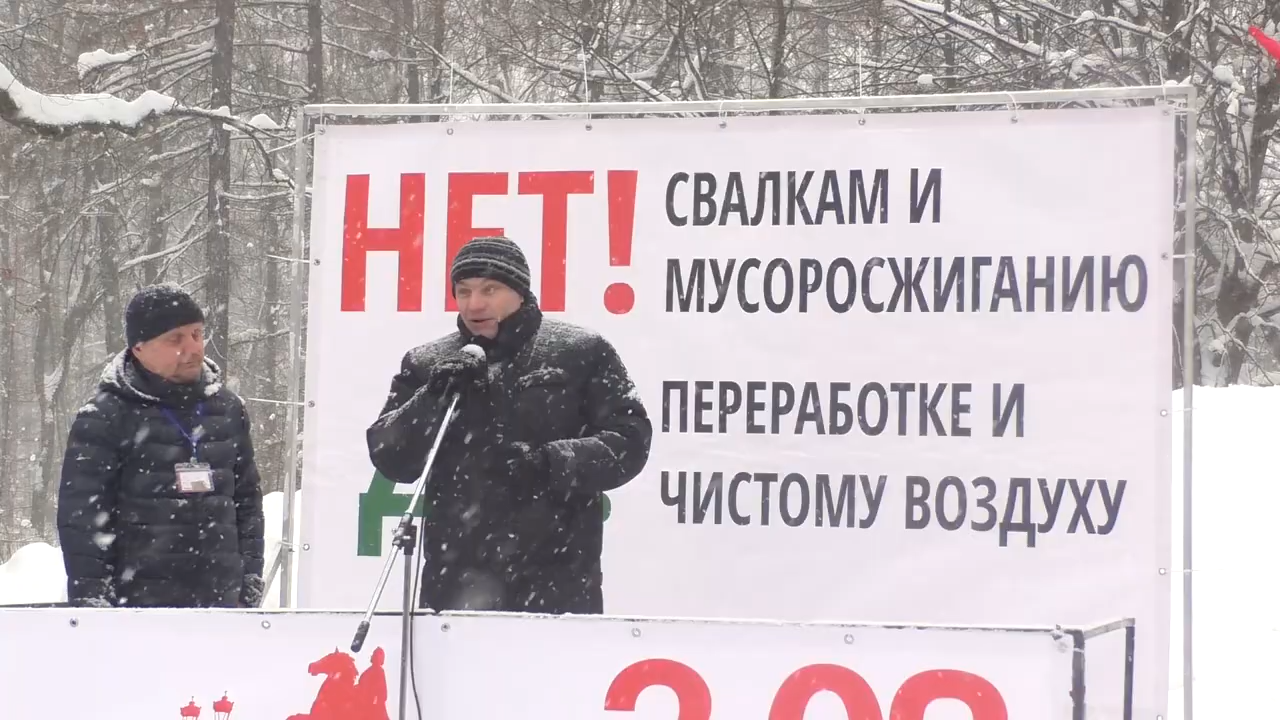 НЕТ!
СВАЛКАМ И
МУСОРОСЖИГАНИЮ
ПЕРЕРАБОТКЕ И
ЧИСТОМУ ВОЗДУХУ